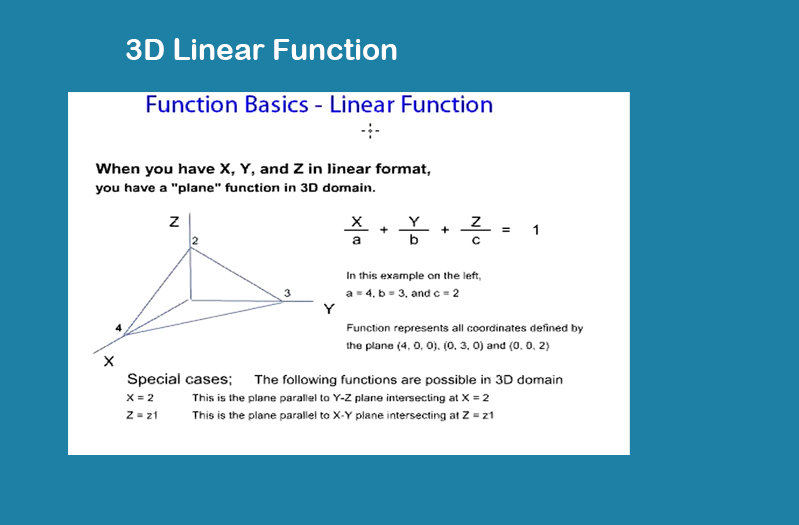 3D Linear Function
Function Basics - Linear Function
When you have X, Y, and Z in linear format,
you have a "plane" function in 3D domain.
Z
2
3
Y
4
X
X/a + Y/b + Z/c = 1
In this example on the left,
a = 4, b = 3, and c = 2
Function represents all coordinates defined by
the plane (4, 0, 0), (0, 3, 0) and (0, 0, 2)
Special cases; The following functions are possible in 3D domain
X = 2 This is the plane parallel to Y-Z plane intersecting at X = 2
Z = z1 This is the plane parallel to X-Y plane intersecting at Z = z1